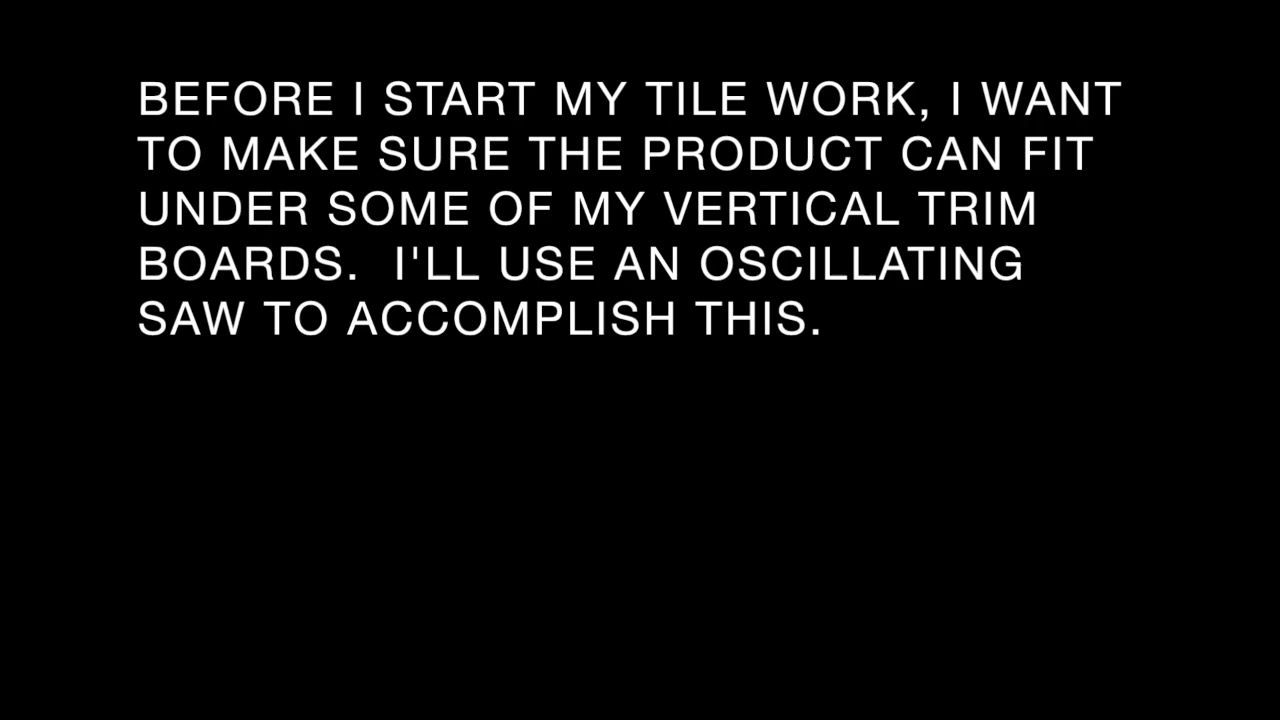 BEFORE I START MY TILE WORK, I WANT
TO MAKE SURE THE PRODUCT CAN FIT
UNDER SOME OF MY VERTICAL TRIM
BOARDS.  I'LL USE AN OSCILLATING
SAW TO ACCOMPLISH THIS.